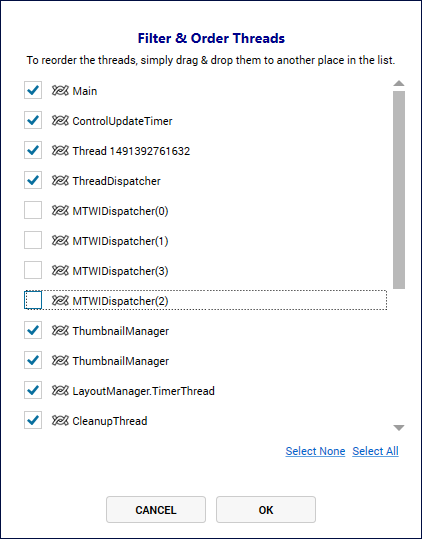 Filter & Order Threads
To reorder the threads, simply drag & drop them to another place in the list.
Main
ControlUpdateTimer
Thread 1491392761632
ThreadDispatcher
MTWIDispatcher(0)
MTWIDispatcher(1)
MTWIDispatcher(3)
MTWIDispatcher(2)
ThumbnailManager
ThumbnailManager
LayoutManager.TimerThread
CleanupThread
Select None Select All
CANCEL OK